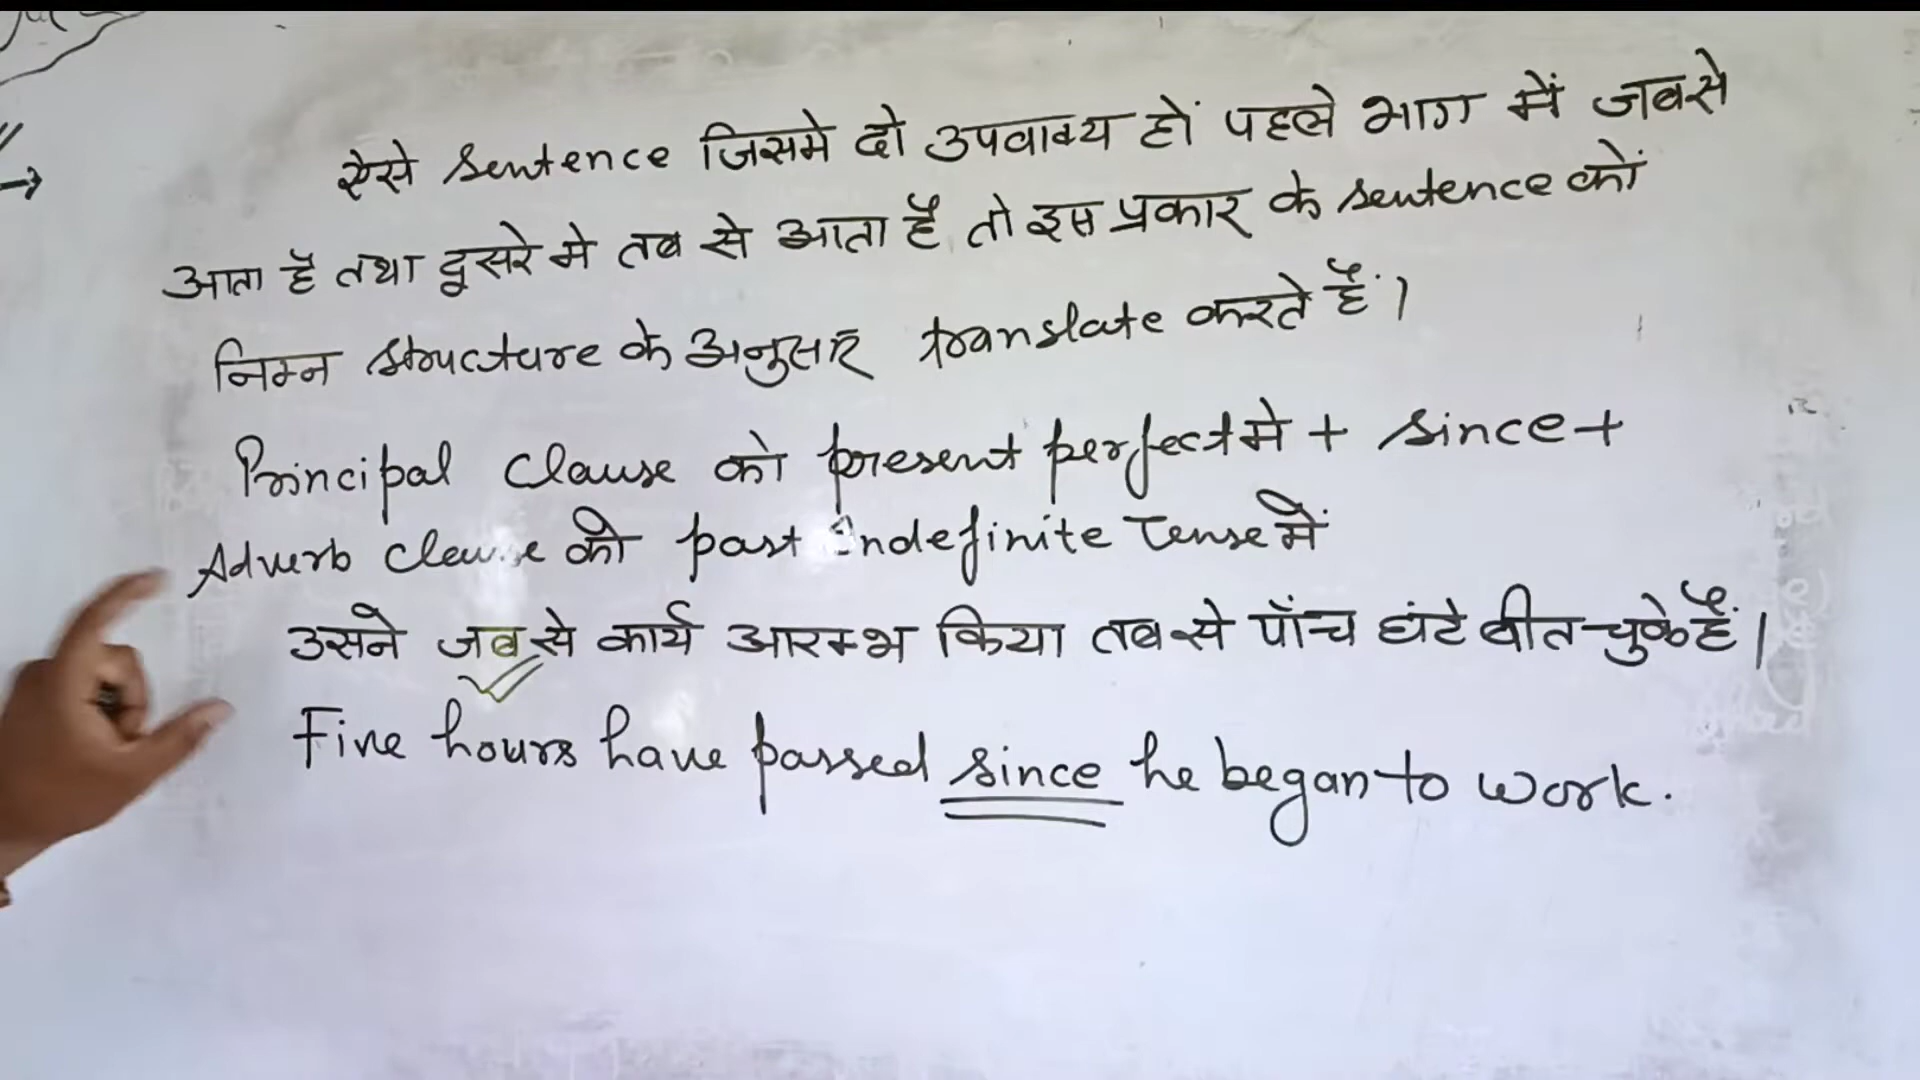 ऐसे sentence जिसमे दो उपवाक्य हों पहले भाग में जबसे
आता है तथा दूसरे मे तब से आता है तो इस प्रकार के sentence कों
निम्न structure के अनुसार translate करते हैं।
Principal clause को present perfect मे + since +
Adverb clause को past Indefinite Tense में
उसने जब से कार्य आरम्भ किया तब से पाँच घंटे बीत चुके हैं।
Five hours have passed since he began to work.